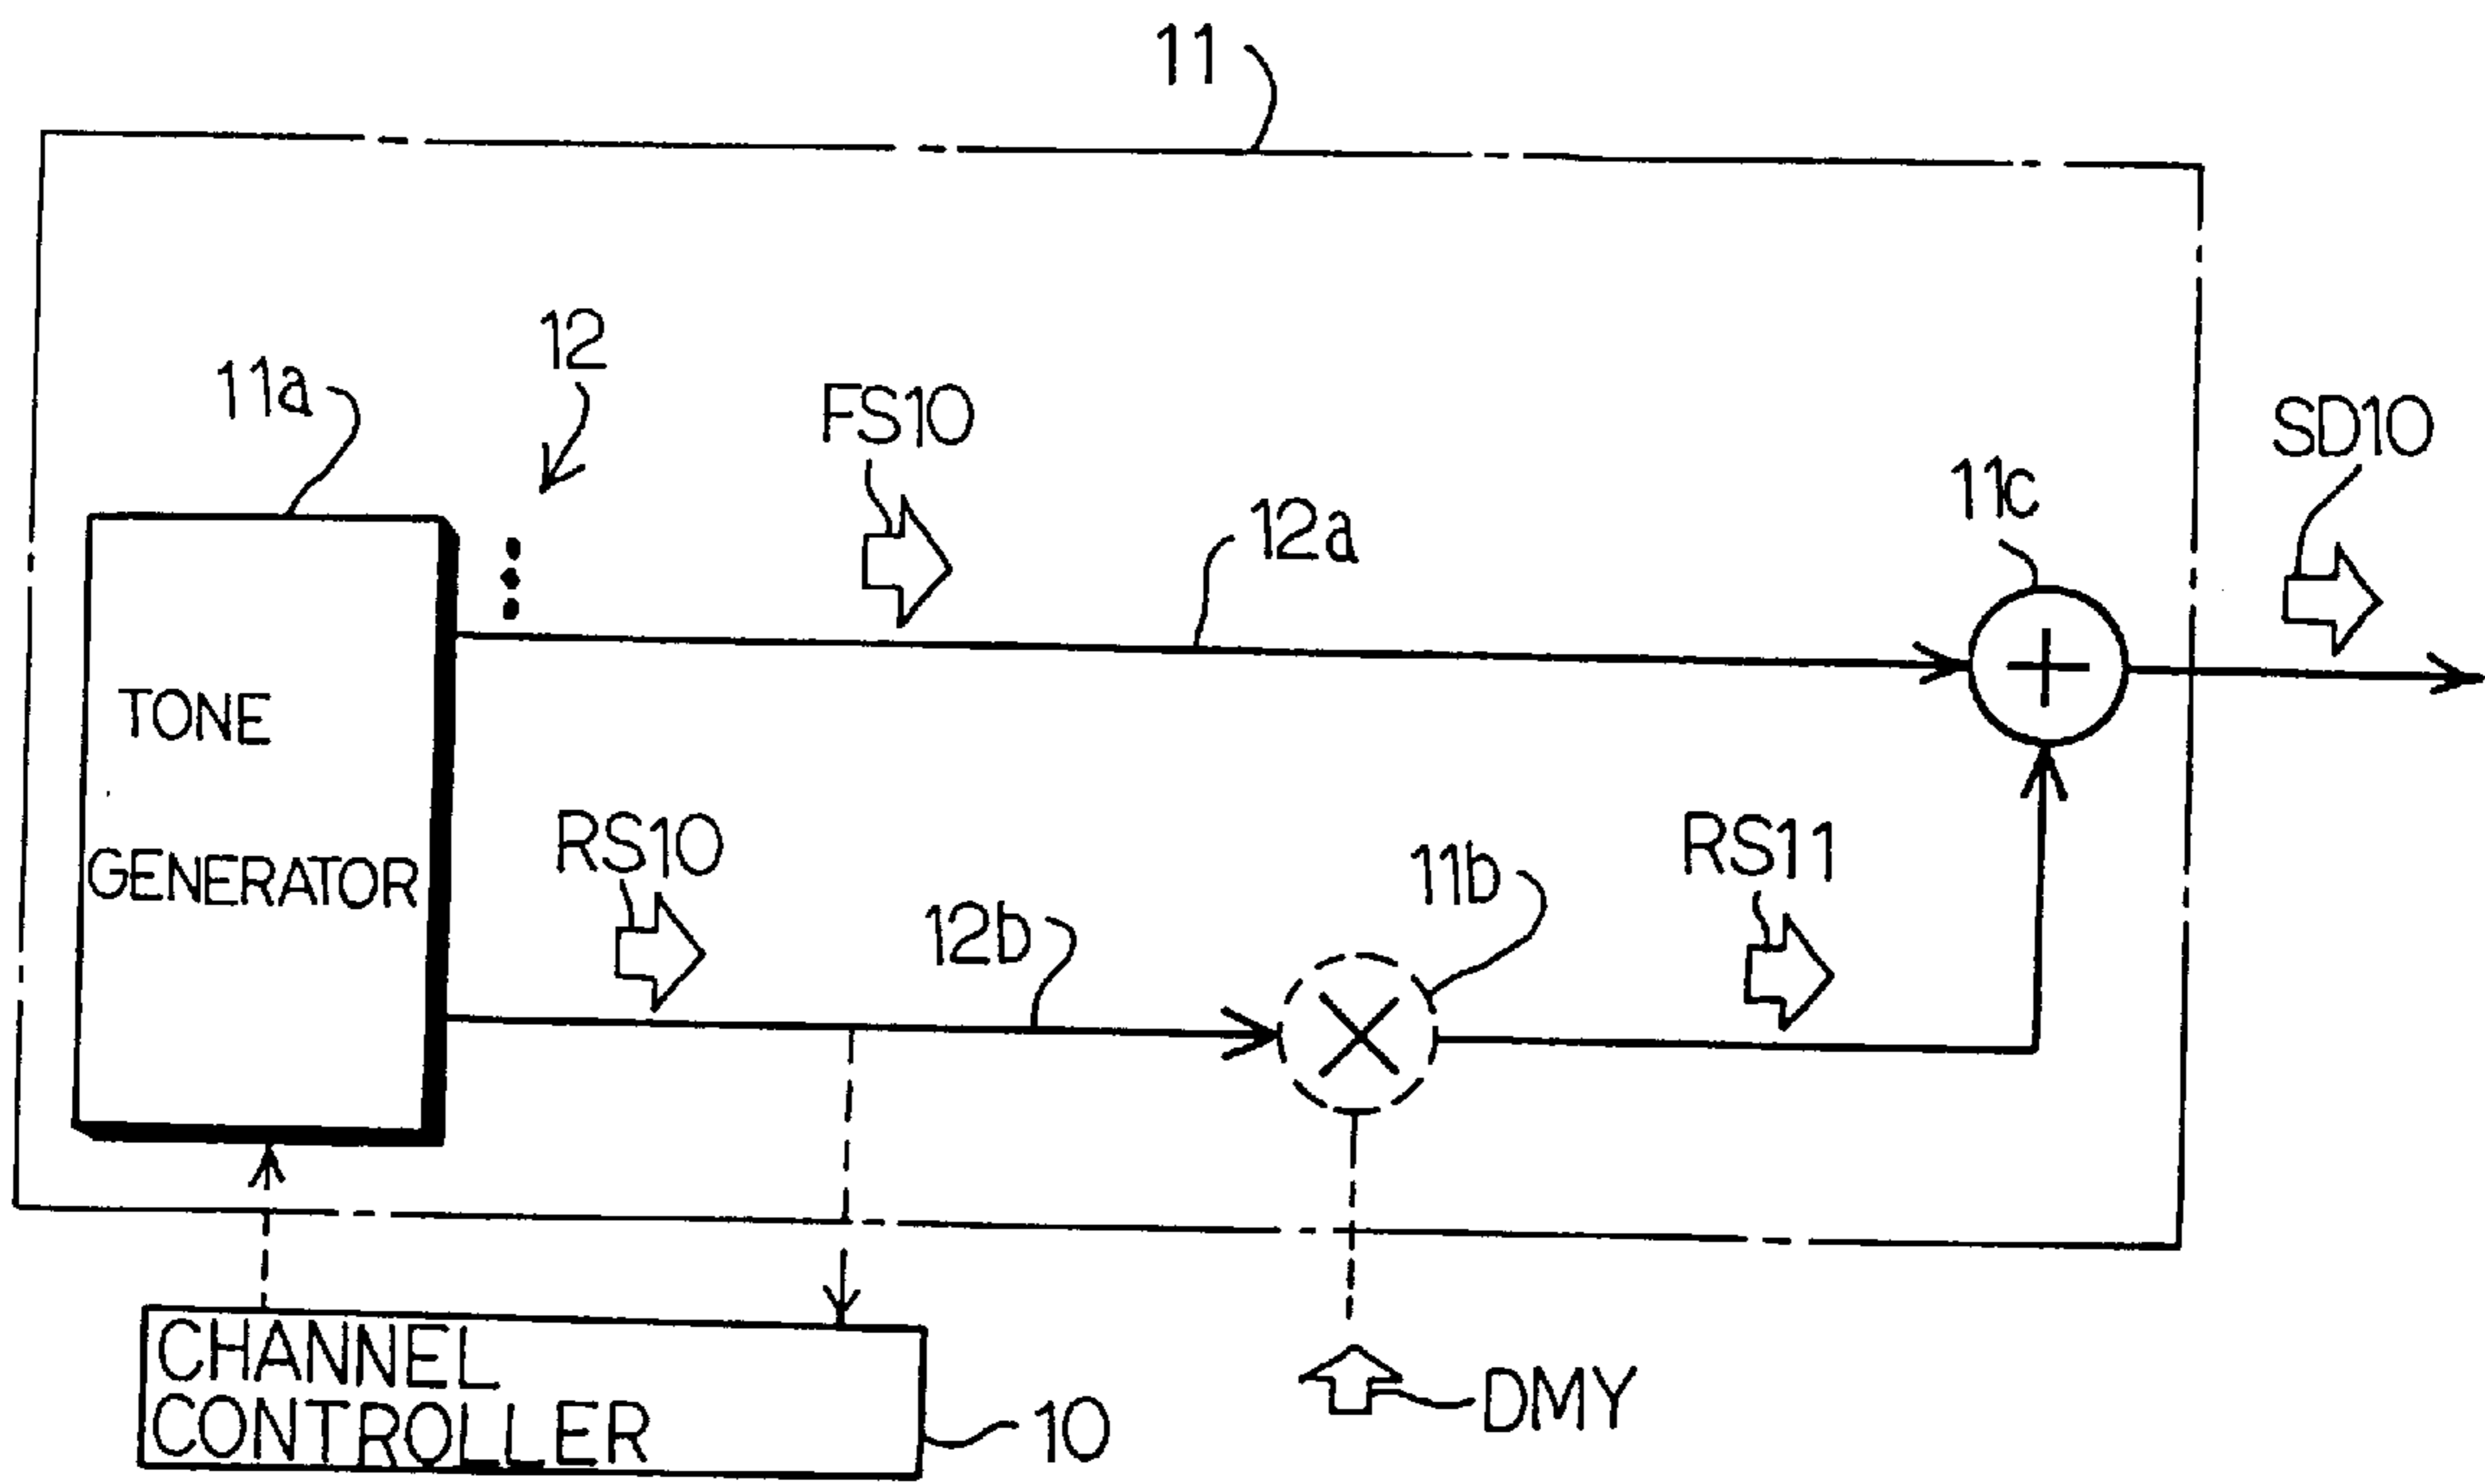 11
12
11a
FS10
SD10
11c
12a
TONE
GENERATOR
RS10
RS11
11b
12b
CHANNEL
CONTROLLER
10
DMY